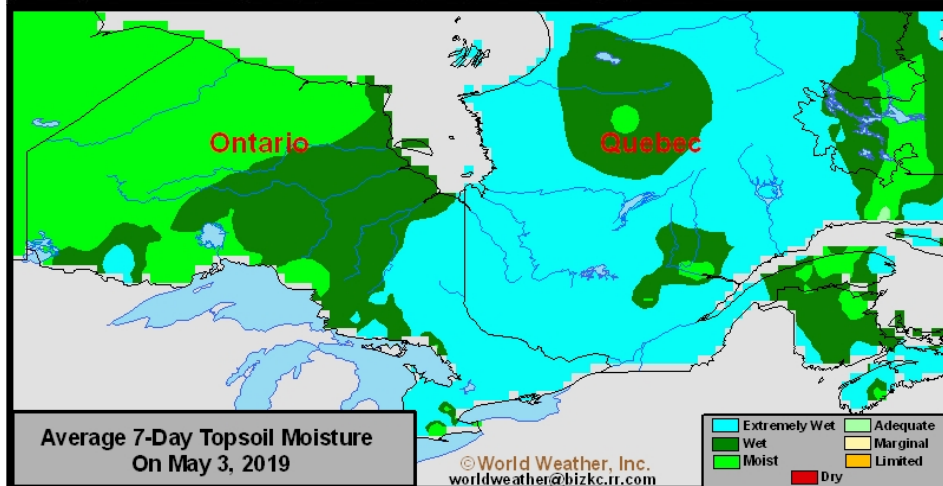 Ontario
Quebec
Average 7-Day Topsoil Moisture
On May 3, 2019
©World Weather, Inc.
worldweather@bizkc.rr.com
Extremely Wet
Adequate
Wet
Marginal
Moist
Limited
Dry